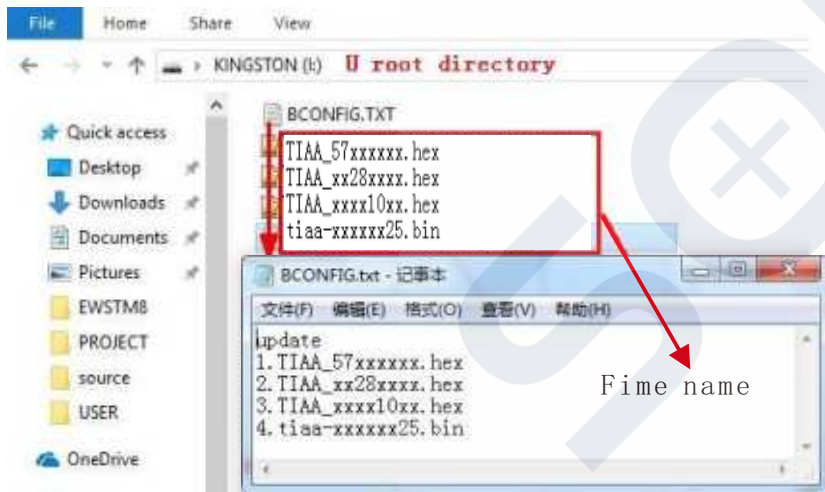 File Home Share View
KINGSTON (I:) U root directory
Quick access
Desktop
Downloads
Documents
Pictures
EWSTM8
PROJECT
source
USER
OneDrive
BCONFIG.TXT
TIAA_57xxxxxx.hex
TIAA_xx28xxxx.hex
TIAA_xxxx10xx.hex
tiaa-xxxxxx25.bin
BCONFIG.txt - 记事本
文件(F) 编辑(E) 格式(O) 查看(V) 帮助(H)
update
1.TIAA_57xxxxxx.hex
2.TIAA_xx28xxxx.hex
3.TIAA_xxxx10xx.hex
4.tiaa-xxxxxx25.bin
Fime name